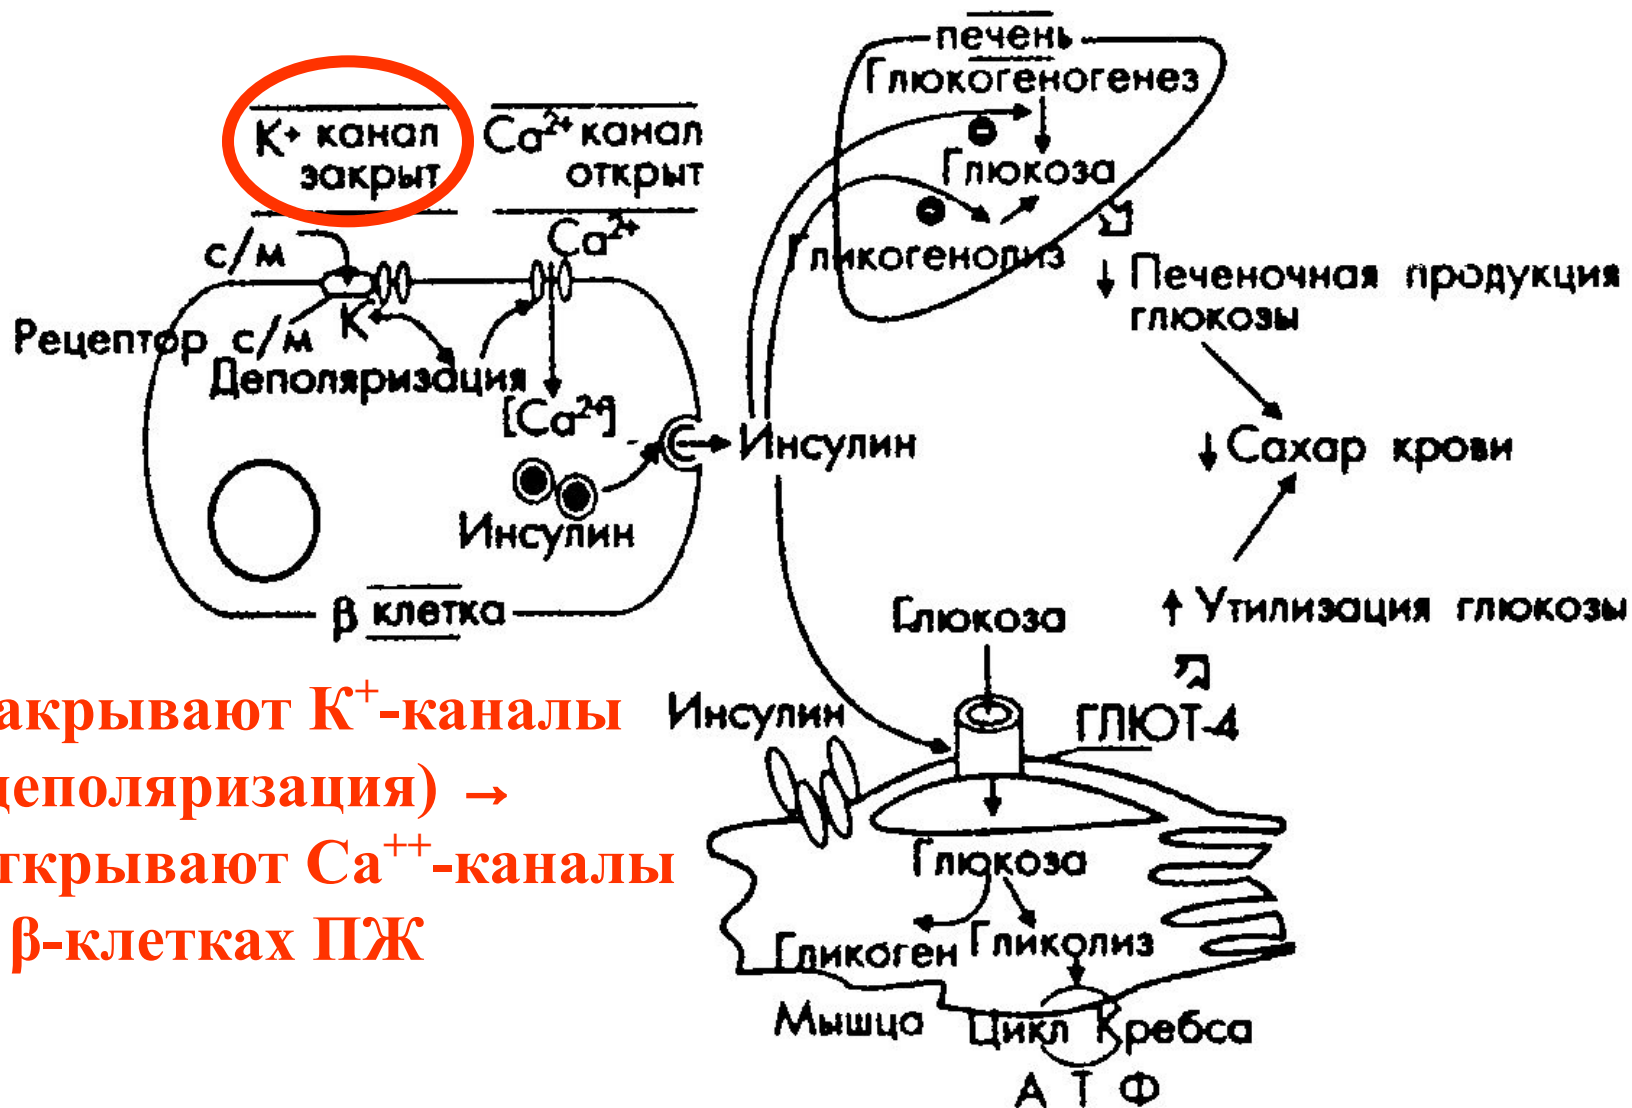 К+ канал
закрыт
Ca2+ канал
открыт
с/м
Ca2+
Рецептор с/м
К
Деполяризация
[Ca2+]
Инсулин
β клетка
Инсулин
печень
Глюкогеногенез
Глюкоза
Гликогенолиз
↓ Печеночная продукция
глюкозы
↓ Сахар крови
↑ Утилизация глюкозы
Глюкоза
Инсулин
ГЛЮТ-4
Глюкоза
Гликоген
Гликолиз
Мышца
Цикл Кребса
А Т Ф
акрывают К+-каналы
деполяризация) →
ткрывают Са++-каналы
β-клетках ПЖ